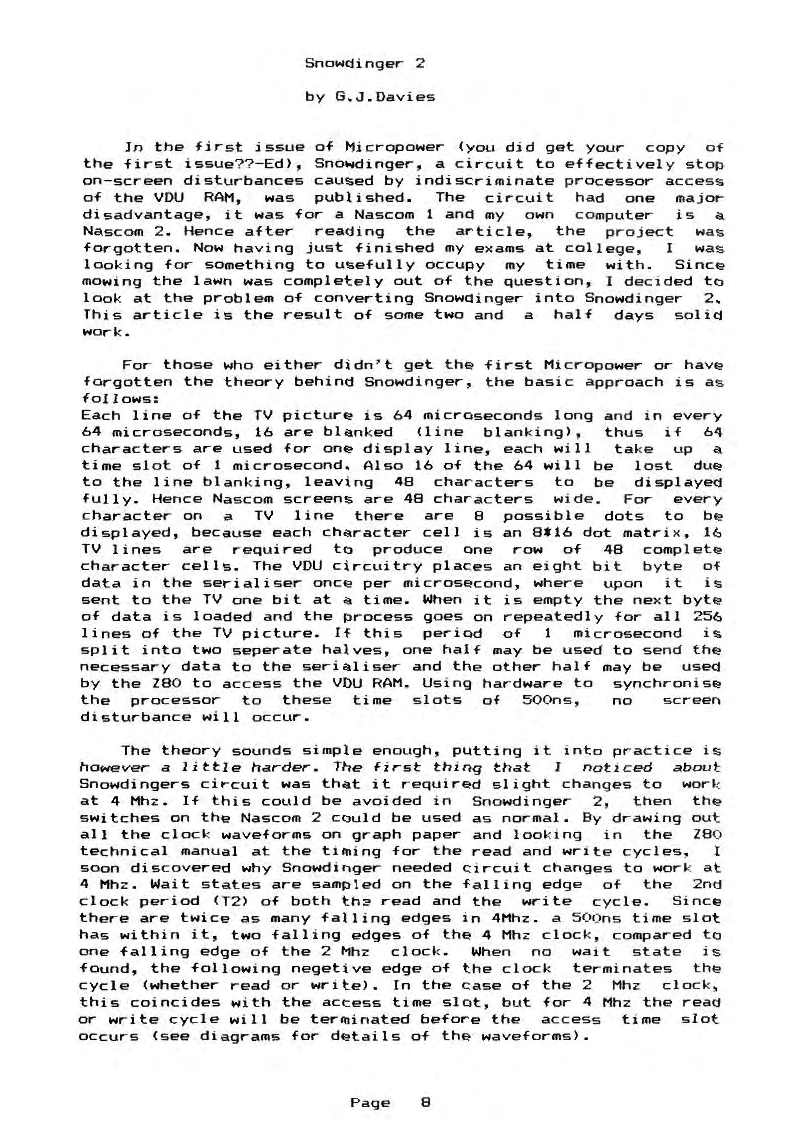 Snowdinger 2
by G.J.Davies
In the first issue of Micropower (you did get your copy of
the first issue??-Ed), Snowdinger, a circuit to effectively stop
on-screen disturbances caused by indiscriminate processor access
of the VDU RAM, was published. The circuit had one major
disadvantage, it was for a Nascom 1 and my own computer is a
Nascom 2. Hence after reading the article, the project was
forgotten. Now having just finished my exams at college, I was
looking for something to usefully occupy my time with. Since
mowing the lawn was completely out of the question, I decided to
look at the problem of converting Snowdinger into Snowdinger 2.
This article is the result of some two and a half days solid
work.
For those who either didn't get the first Micropower or have
forgotten the theory behind Snowdinger, the basic approach is as
follows:
Each line of the TV picture is 64 microseconds long and in every
64 microseconds, 16 are blanked (line blanking), thus if 64
characters are used for one display line, each will take up a
time slot of 1 microsecond. Also 16 of the 64 will be lost due
to the line blanking, leaving 48 characters to be displayed
fully. Hence Nascom screens are 48 characters wide. For every
character on a TV line there are 8 possible dots to be
displayed, because each character cell is an 8*16 dot matrix, 16
TV lines are required to produce one row of 48 complete
character cells. The VDU circuitry places an eight bit byte of
data in the serialiser once per microsecond, where upon it is
sent to the TV one bit at a time. When it is empty the next byte
of data is loaded and the process goes on repeatedly for all 256
lines of the TV picture. If this period of 1 microsecond is
split into two seperate halves, one half may be used to send the
necessary data to the serialiser and the other half may be used
by the Z80 to access the VDU RAM. Using hardware to synchronise
the processor to these time slots of 500ns, no screen
disturbance will occur.
The theory sounds simple enough, putting it into practice is
however a little harder. The first thing that I noticed about
Snowdingers circuit was that it required slight changes to work
at 4 Mhz. If this could be avoided in Snowdinger 2, then the
switches on the Nascom 2 could be used as normal. By drawing out
all the clock waveforms on graph paper and looking in the Z80
technical manual at the timing for the read and write cycles, I
soon discovered why Snowdinger needed circuit changes to work at
4 Mhz. Wait states are sampled on the falling edge of the 2nd
clock period (T2) of both the read and the write cycle. Since
there are twice as many falling edges in 4Mhz. a 500ns time slot
has within it, two falling edges of the 4 Mhz clock, compared to
one falling edge of the 2 Mhz clock. When no wait state is
found, the following negetive edge of the clock terminates the
cycle (whether read or write). In the case of the 2 Mhz clock,
this coincides with the access time slot, but for 4 Mhz the read
or write cycle will be terminated before the access time slot
occurs (see diagrams for details of the waveforms).
Page 8